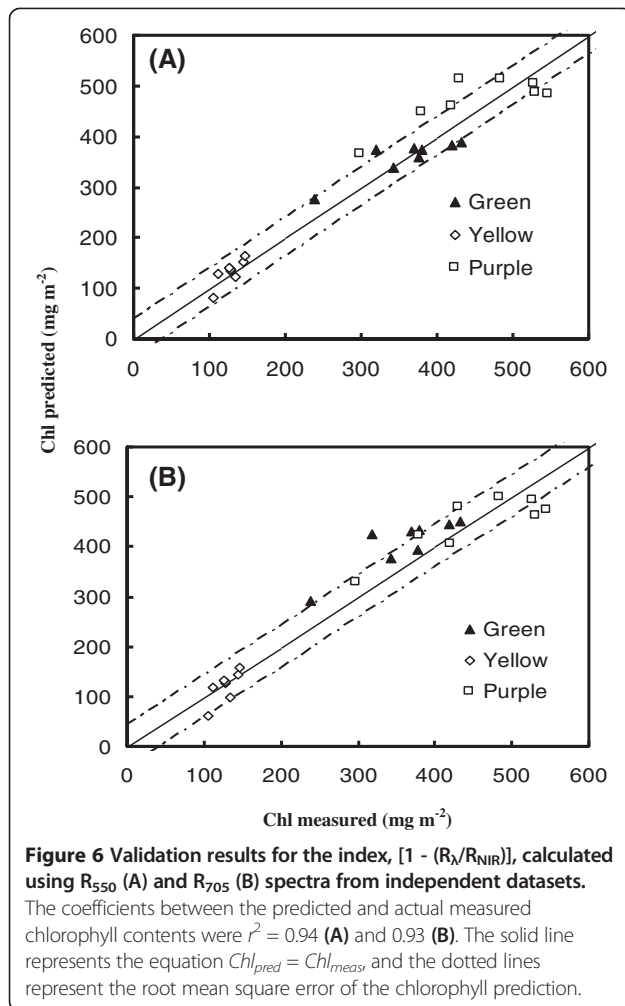 600
(A)
500
400
300
200
100
0
Green
Yellow
Purple
100 200 300 400 500 600
Chl predicted (mg m⁻²)
600
(B)
500
400
300
200
100
0
Green
Yellow
Purple
0 100 200 300 400 500 600
Chl measured (mg m⁻²)
Figure 6 Validation results for the index, [1 - (Rλ/RNIR)], calculated
using R550 (A) and R705 (B) spectra from independent datasets.
The coefficients between the predicted and actual measured
chlorophyll contents were r² = 0.94 (A) and 0.93 (B). The solid line
represents the equation Chlpred = Chlmeas, and the dotted lines
represent the root mean square error of the chlorophyll prediction.